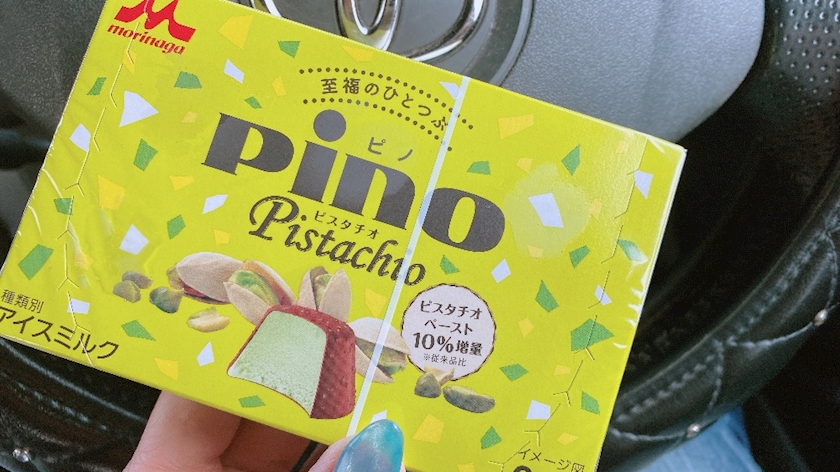 morinaga
至福のひとつぶ
ピノ
pino
ピスタチオ
Pistachio
ピスタチオ
ペースト
10%増量
※従来品比
種類別
アイスミルク
イメージ図